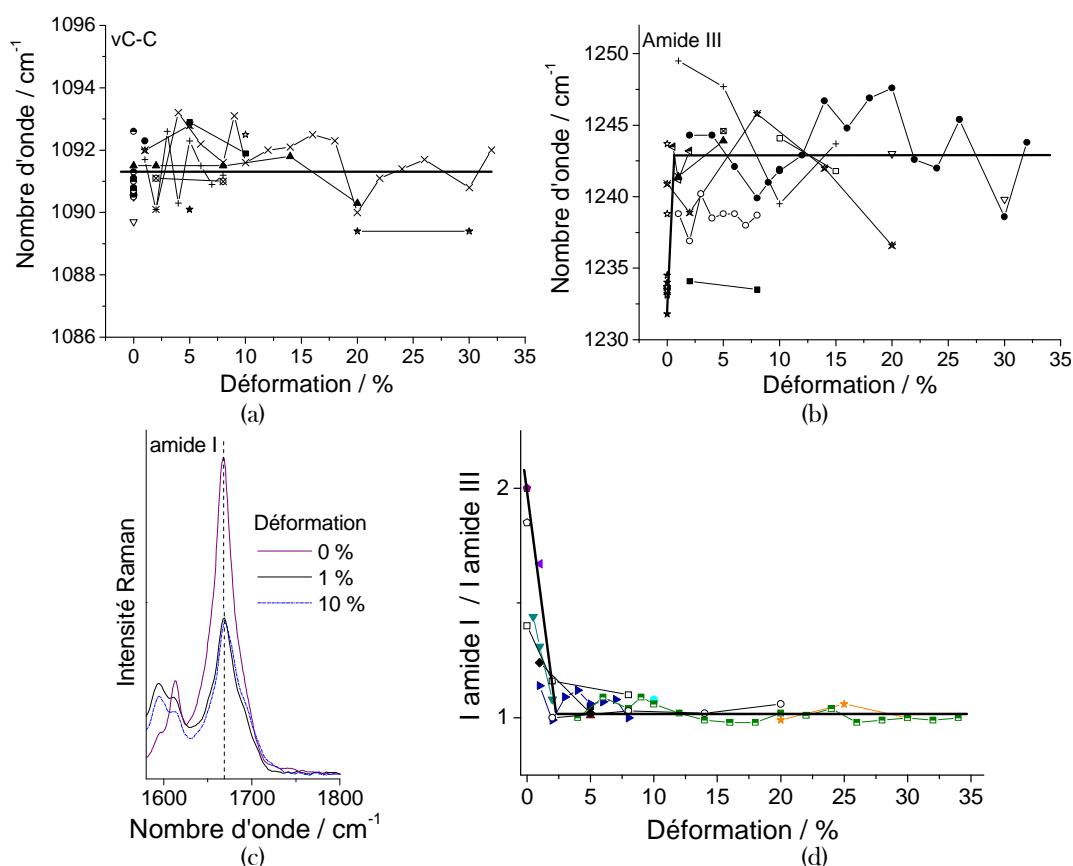 νC-C
Nombre d'onde / cm-1
1096
1094
1092
1090
1088
1086
0 5 10 15 20 25 30 35
Déformation / %
(a)
Amide III
Nombre d'onde / cm-1
1250
1245
1240
1235
1230
0 5 10 15 20 25 30 35
Déformation / %
(b)
amide I
Intensité Raman
Déformation
0 %
1 %
10 %
1600 1700 1800
Nombre d'onde / cm-1
(c)
I amide I / I amide III
2
1
0 5 10 15 20 25 30 35
Déformation / %
(d)